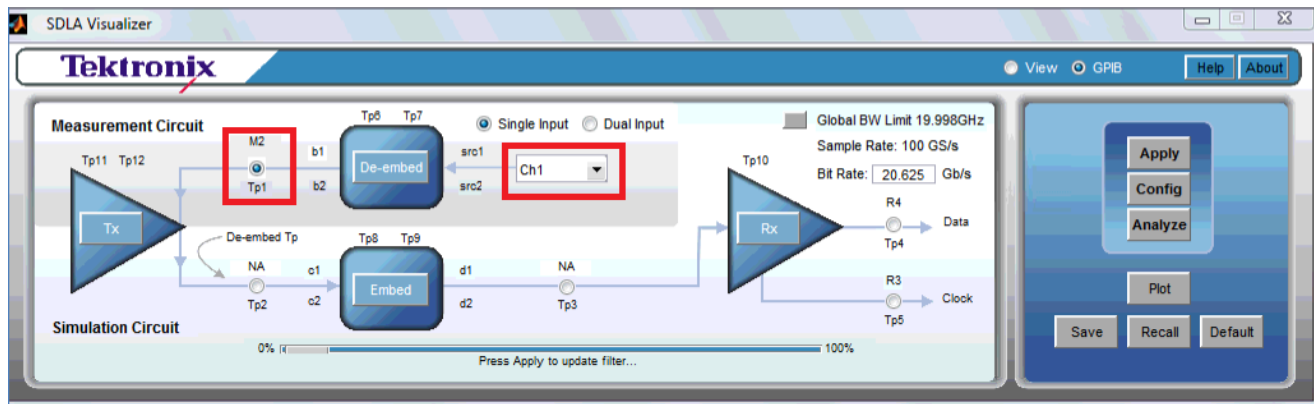 SDLA Visualizer
Tektronix
View GPIB Help About
Measurement Circuit
Tp11 Tp12
Tx
M2
Tp1
b1
b2
Tp6 Tp7
De-embed
Single Input Dual Input
src1
src2
Ch1
Global BW Limit 19.998GHz
Sample Rate: 100 GS/s
Bit Rate: 20.625 Gb/s
Tp10
Rx
R4
Data
Tp4
R3
Clock
Tp5
De-embed Tp
NA
Tp2
c1
c2
Tp8 Tp9
Embed
d1
d2
NA
Tp3
Simulation Circuit
0% 100%
Press Apply to update filter...
Apply
Config
Analyze
Plot
Save Recall Default